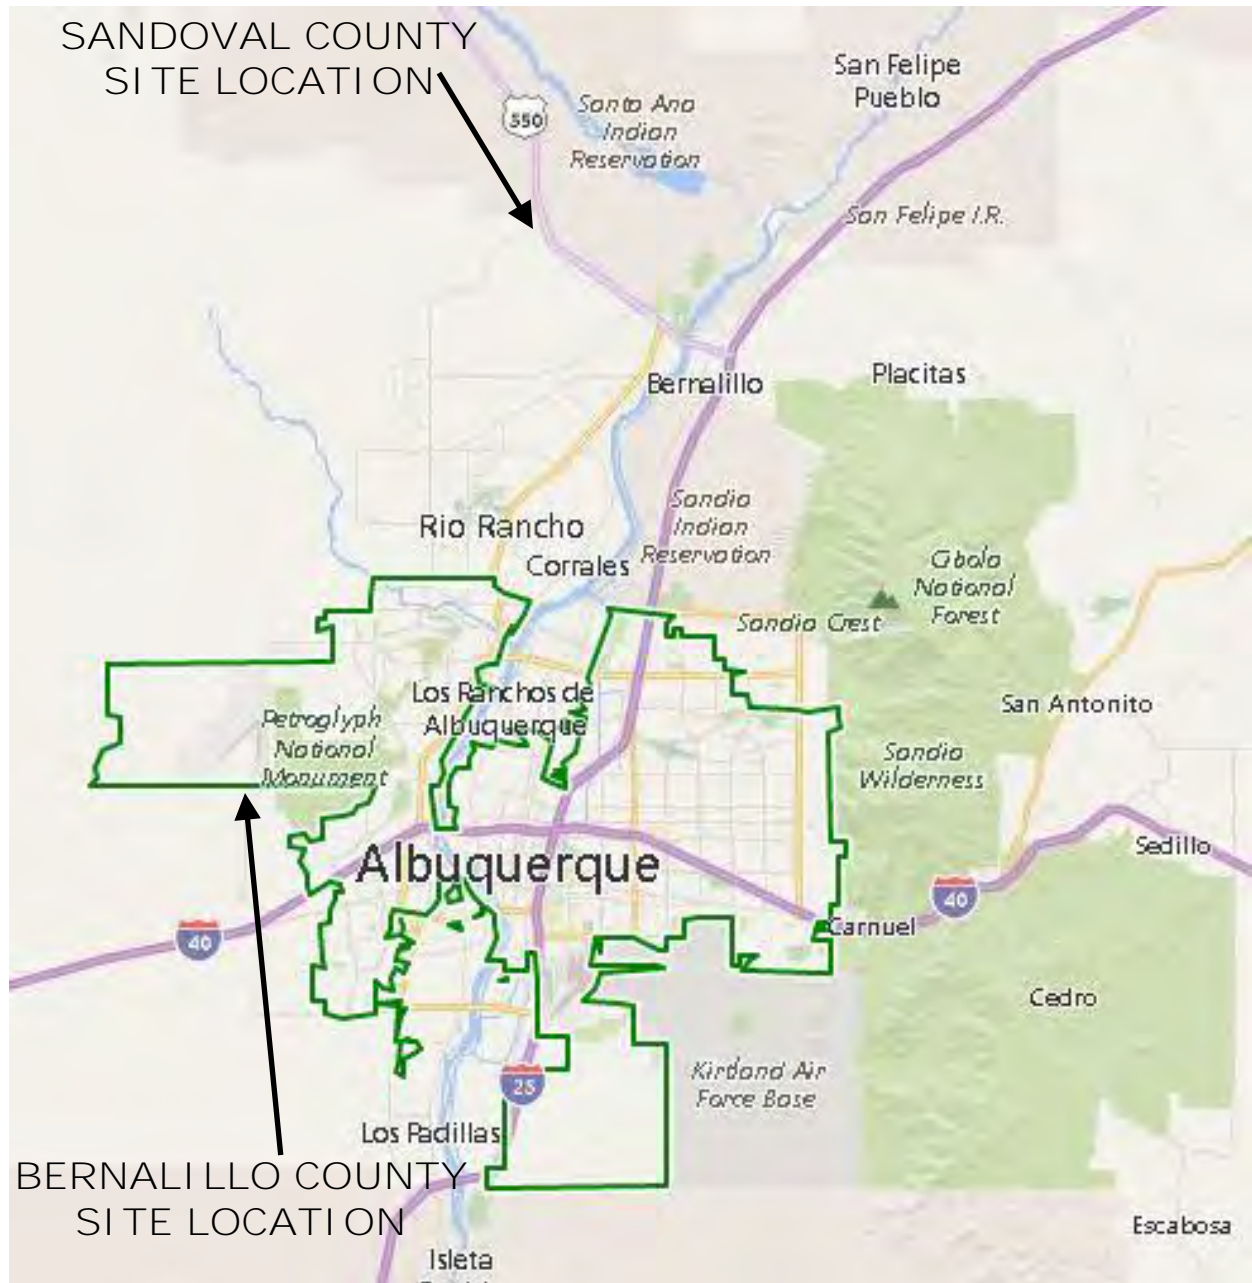 SANDOVAL COUNTY
SITE LOCATION
San Felipe
Pueblo
550
Santa Ana
Indian
Reservation
San Felipe I.R.
Bernalillo
Placitas
Sandia
Indian
Reservation
Rio Rancho
Corrales
Cibola
National
Forest
Sandia Crest
Los Ranchos de
Albuquerque
San Antonito
Petroglyph
National
Monument
Sandia
Wilderness
Sedillo
Albuquerque
40
40
Carnuel
Cedro
Kirtland Air
Force Base
25
Los Padillas
BERNALILLO COUNTY
SITE LOCATION
Escabosa
Isleta